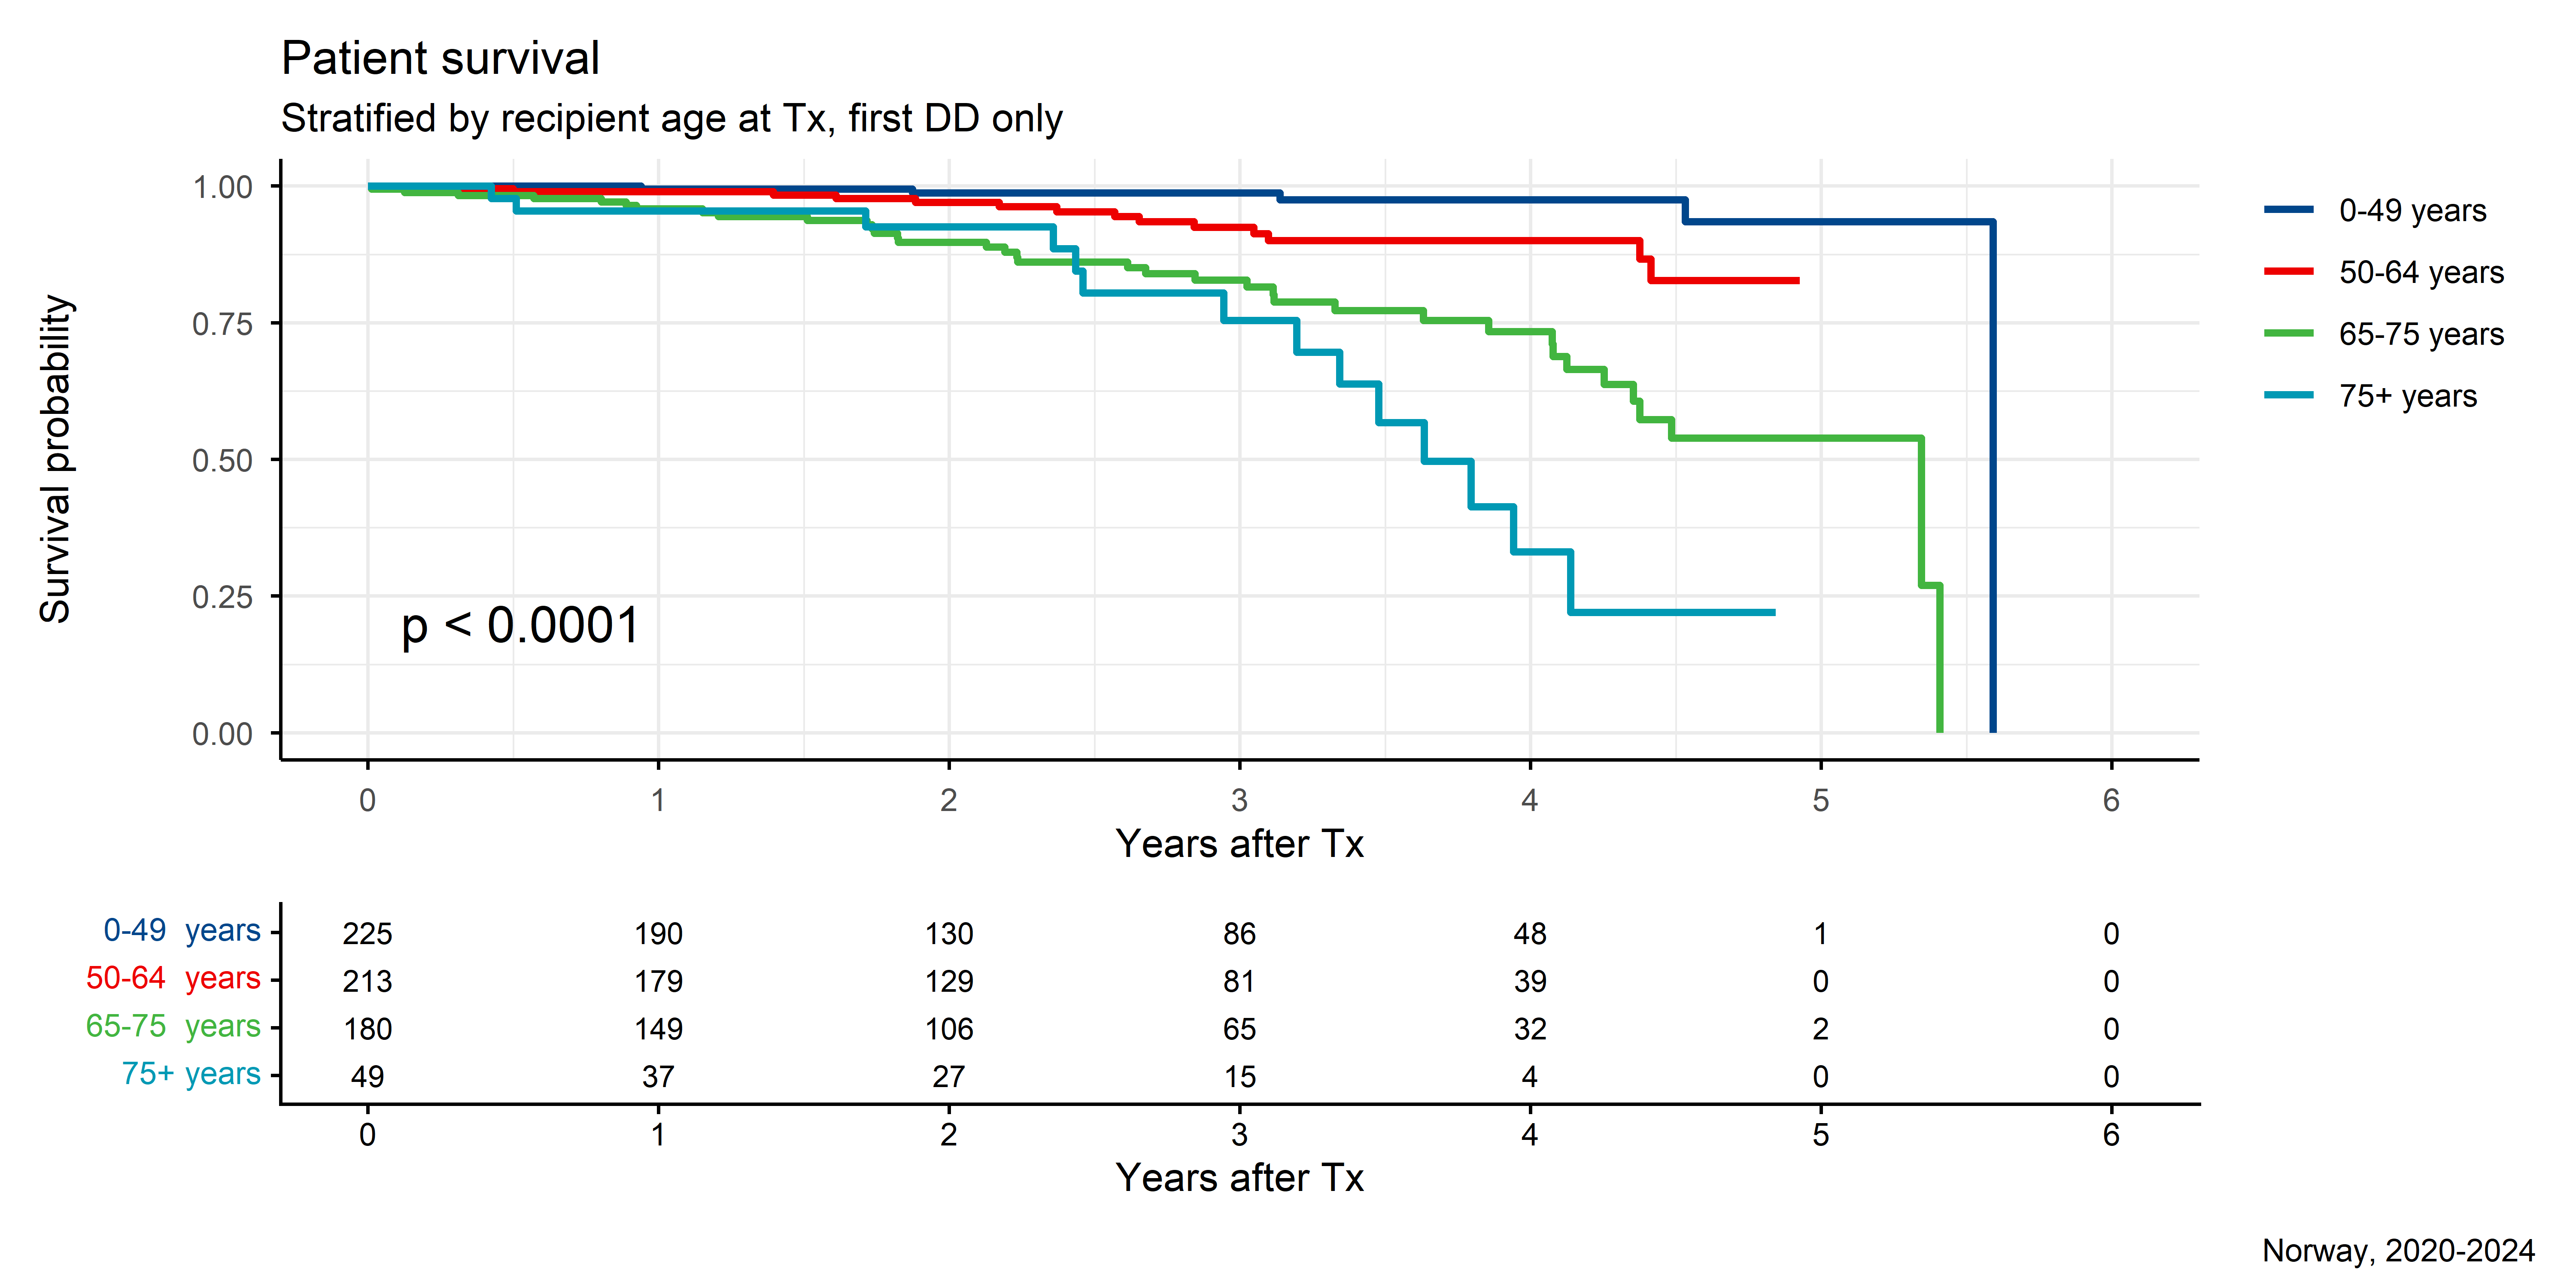 Patient survival
Stratified by recipient age at Tx, first DD only
Survival probability
1.00
0.75
0.50
0.25
0.00
p < 0.0001
0 1 2 3 4 5 6
Years after Tx
0-49 years
50-64 years
65-75 years
75+ years
0-49 years 225 190 130 86 48 1 0
50-64 years 213 179 129 81 39 0 0
65-75 years 180 149 106 65 32 2 0
75+ years 49 37 27 15 4 0 0
0 1 2 3 4 5 6
Years after Tx
Norway, 2020-2024